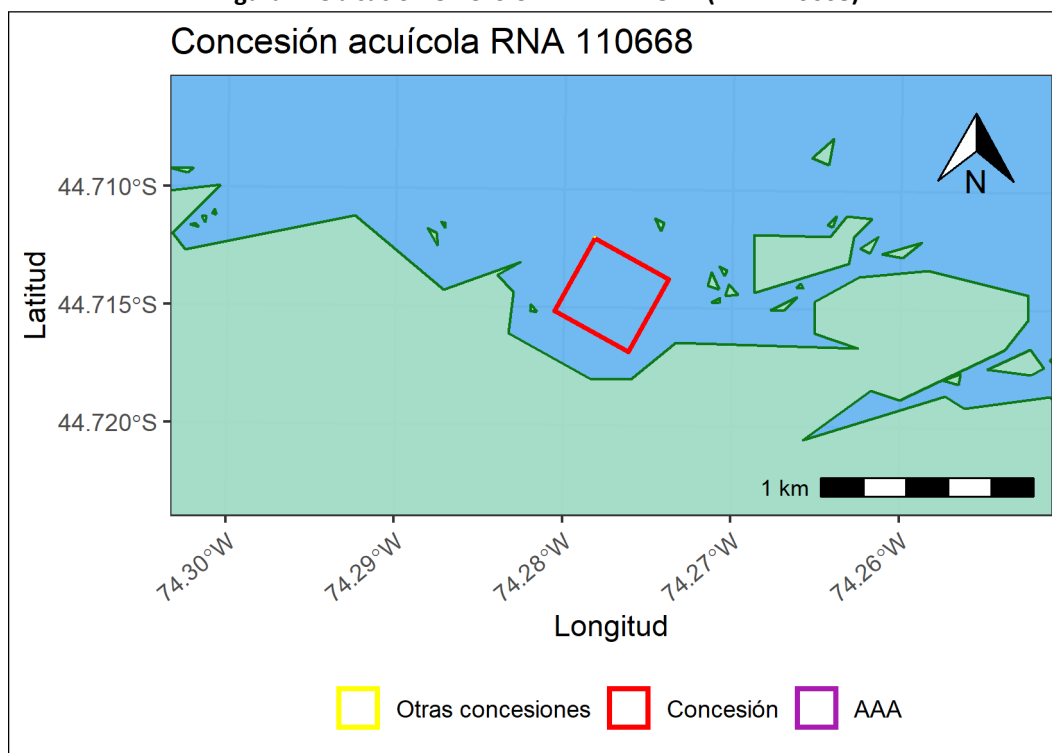 Concesión acuícola RNA 110668
N
44.710°S
44.715°S
44.720°S
Latitud
1 km
74.30°W
74.29°W
74.28°W
74.27°W
74.26°W
Longitud
Otras concesiones
Concesión
AAA